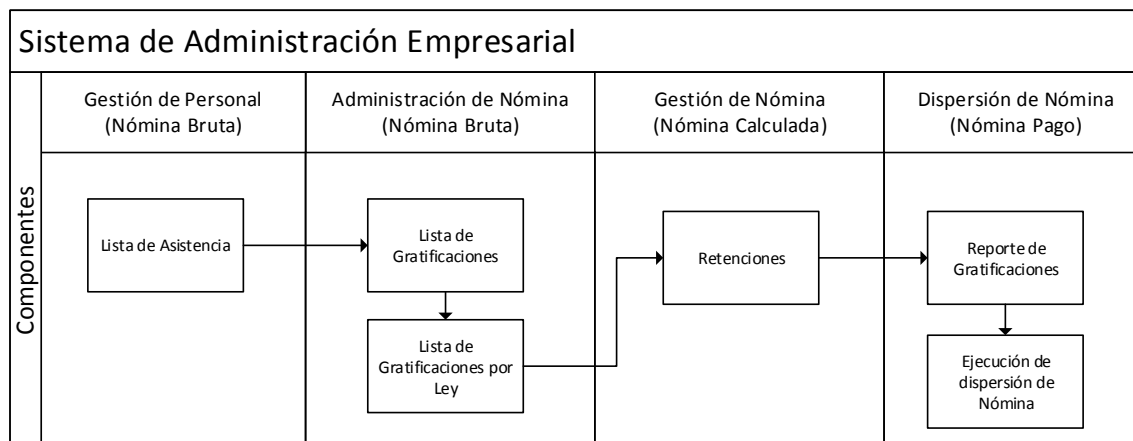 Sistema de Administración Empresarial
Gestión de Personal
(Nómina Bruta)
Administración de Nómina
(Nómina Bruta)
Gestión de Nómina
(Nómina Calculada)
Dispersión de Nómina
(Nómina Pago)
Componentes
Lista de Asistencia
Lista de
Gratificaciones
Lista de
Gratificaciones por
Ley
Retenciones
Reporte de
Gratificaciones
Ejecución de
dispersión de
Nómina